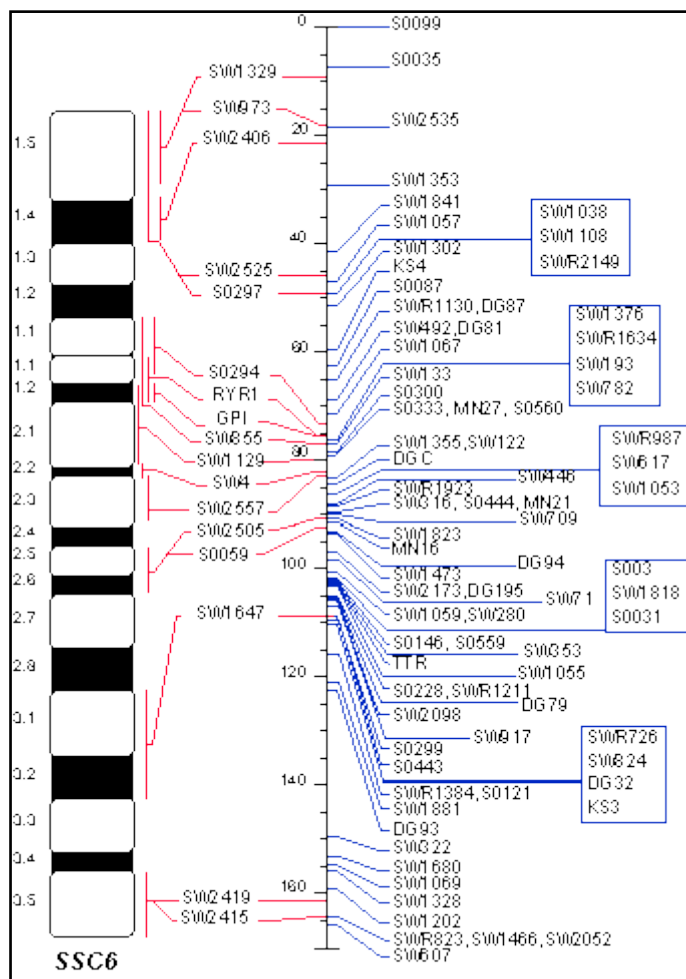 0
S0099
S0035
SW1329
SW973
SW2535
20
1.5
SW2406
SW1353
SW1841
1.4
SW1057
SW1038
SW1108
SWR2149
40
SW1302
1.3
KS4
SW2525
S0087
S0297
1.2
SWR1130, DG87
SW1376
SWR1634
SW193
SW782
SW492, DG81
1.1
60
SW1067
1.1
S0294
SW133
1.2
RYR1
S0300
GPI
S0333, MN27, S0560
2.1
SW855
SW1355, SW122
SWR987
SW617
SW1053
80
SW1129
DG C
2.2
SW4
SW446
2.3
SWR1923
SW316, S0444, MN21
SW2557
SW709
2.4
SW2505
SW1823
2.5
S0059
MN16
100
DG94
S003
SW1818
S0031
2.6
SW1473
SW2173, DG195
SW71
2.7
SW1647
SW1059, SW280
S0146, S0559
SW353
2.8
TTR
120
SW1055
S0228, SWR1211
DG79
3.1
SW2098
SW917
SWR726
SW824
DG32
KS3
S0299
3.2
S0443
140
SWR1384, S0121
SW1881
3.3
DG93
SW322
3.4
SW1680
160
SW1069
3.5
SW2419
SW1328
SW2415
SW1202
SWR823, SW1466, SW2052
SW607
SSC6